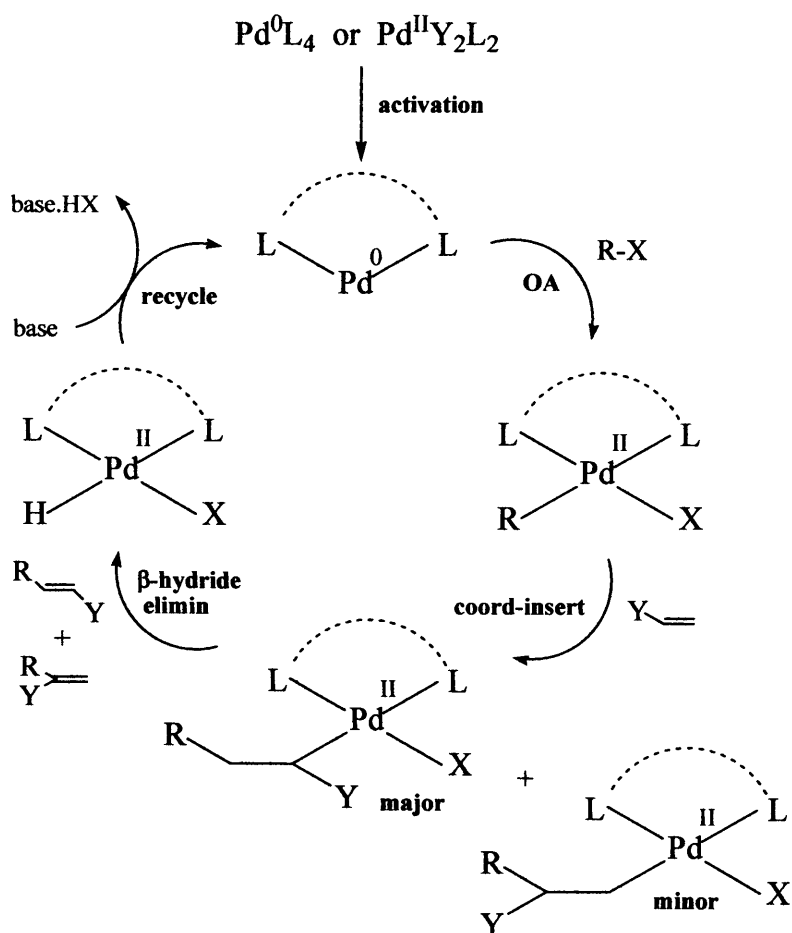 Pd⁰L₄ or PdᴵᴵY₂L₂
activation
base.HX
L L
0
Pd
R-X
OA
recycle
base
L L
II
Pd
H X
L L
II
Pd
R X
β-hydride
elimin
R
Y
+
R
Y
coord-insert
Y
L L
II
Pd
R
X
Y
major
+
L L
II
Pd
R
X
Y
minor